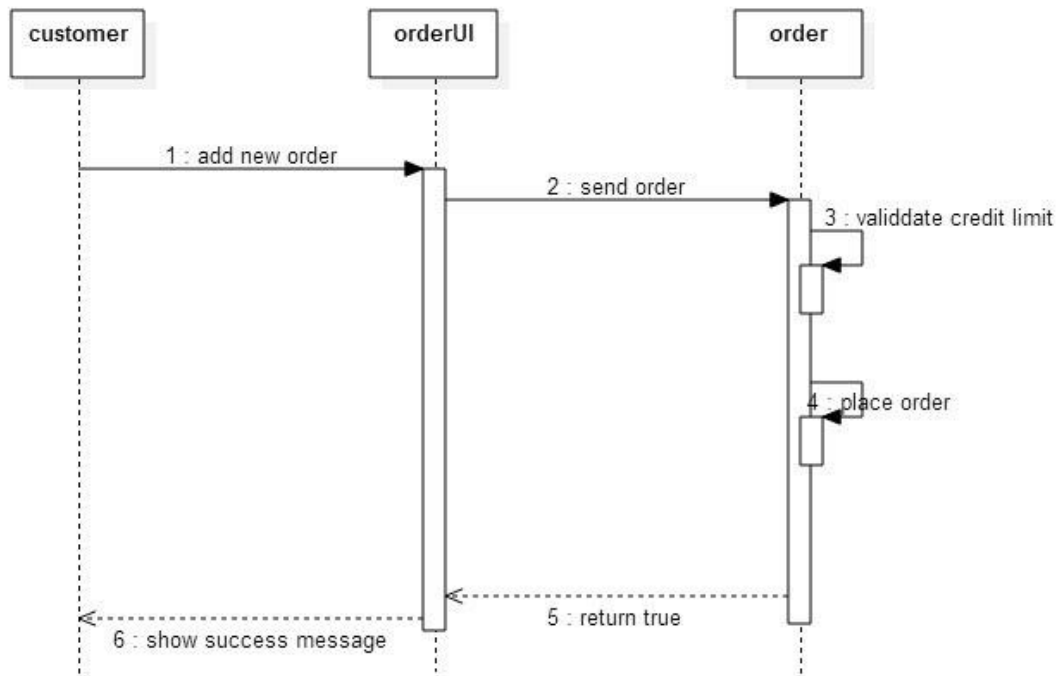 customer
orderUI
order
1 : add new order
2 : send order
3 : validdate credit limit
4 : place order
5 : return true
6 : show success message